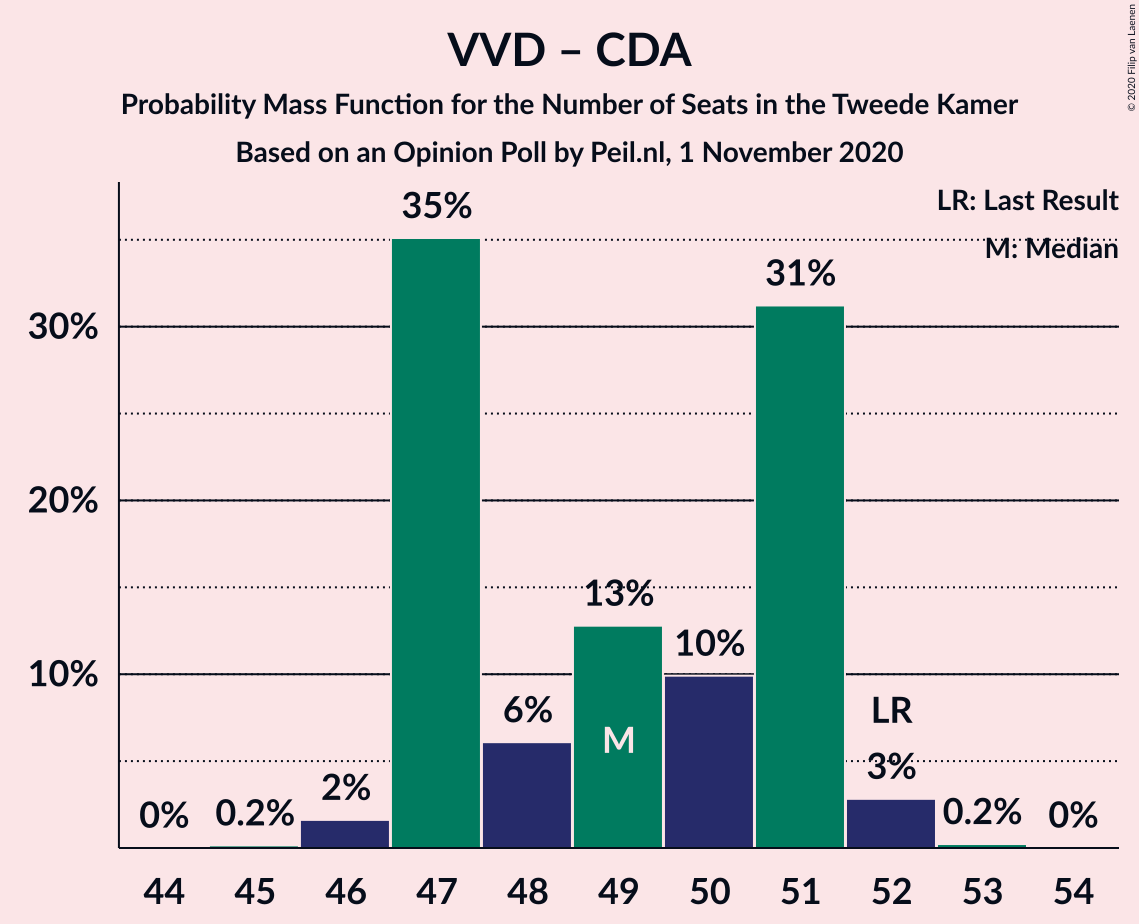 VVD – CDA
Probability Mass Function for the Number of Seats in the Tweede Kamer
Based on an Opinion Poll by Peil.nl, 1 November 2020
© 2020 Filip van Laenen
LR: Last Result
M: Median
30%
20%
10%
0%
0.2%
2%
35%
6%
13%
M
10%
31%
LR
3%
0.2%
0%
44 45 46 47 48 49 50 51 52 53 54